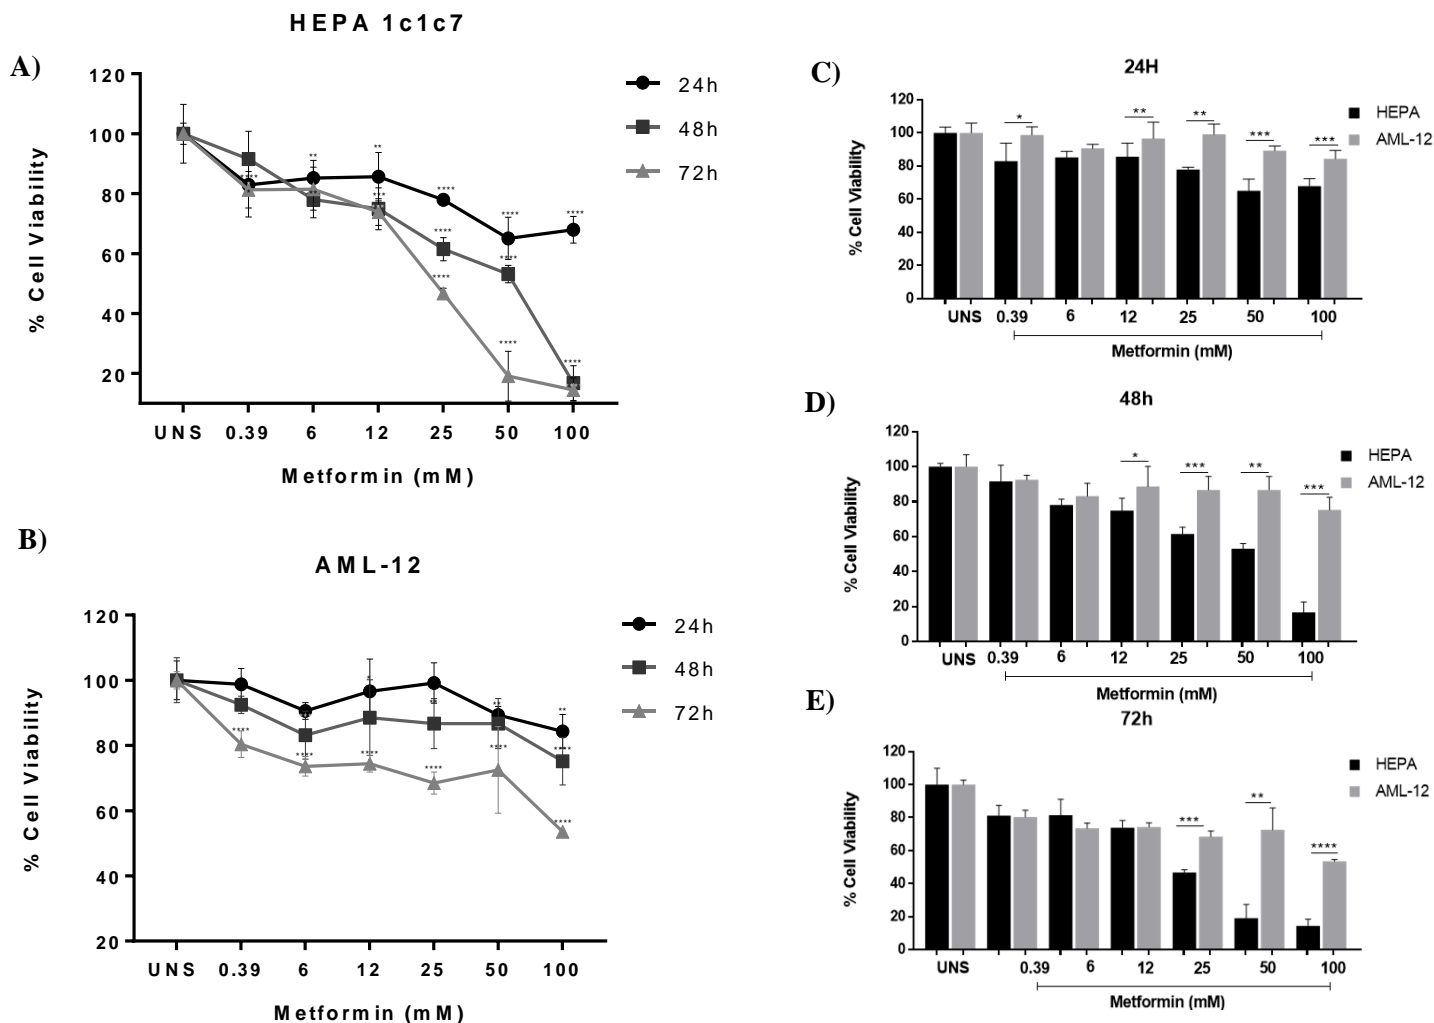 HEPA 1c1c7
A)
120
100
80
60
40
20
% Cell Viability
24h
48h
72h
**
**
****
****
****
****
****
****
****
****
****
***
UNS 0.39 6 12 25 50 100
Metformin (mM)
B)
AML-12
120
100
80
60
40
20
% Cell Viability
24h
48h
72h
**
****
****
****
****
****
****
****
UNS 0.39 6 12 25 50 100
Metformin (mM)
C)
24H
120
100
80
60
40
20
0
% Cell Viability
HEPA
AML-12
* ** ** *** ***
UNS 0.39 6 12 25 50 100
Metformin (mM)
D)
48h
120
100
80
60
40
20
0
% Cell Viability
HEPA
AML-12
* *** ** ***
UNS 0.39 6 12 25 50 100
Metformin (mM)
E)
72h
120
100
80
60
40
20
0
% Cell Viability
HEPA
AML-12
*** ** ****
UNS 0.39 6 12 25 50 100
Metformin (mM)